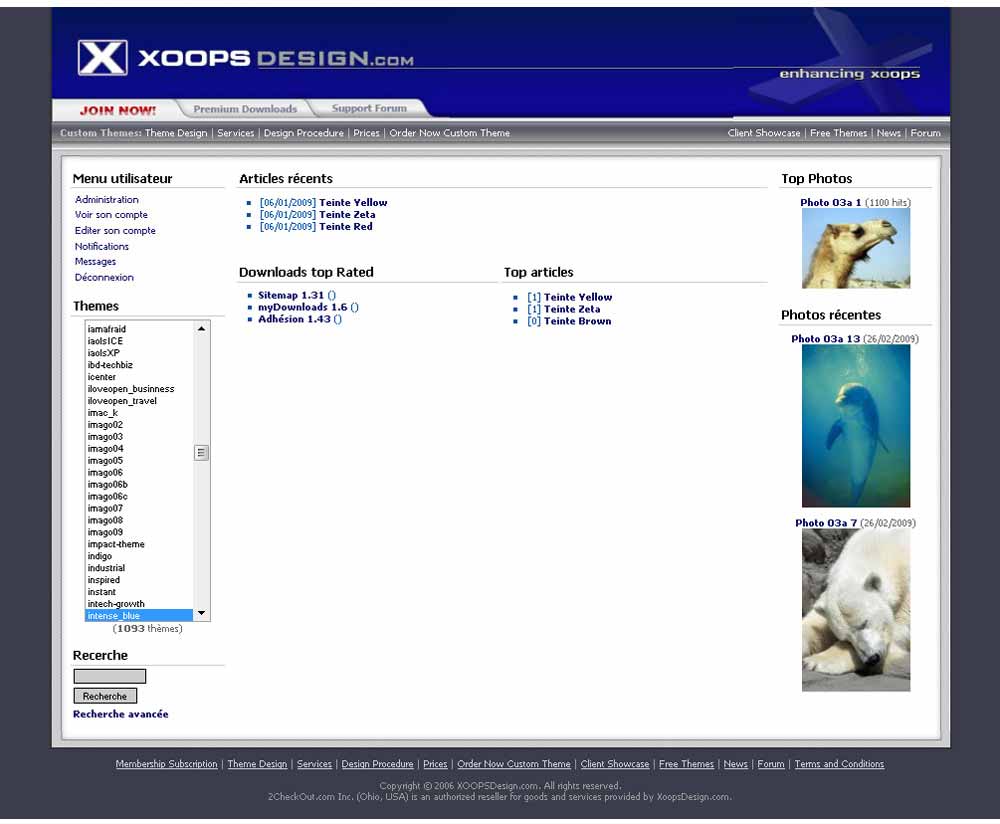 XOOPSDESIGN.COM
enhancing xoops
JOIN NOW!
Premium Downloads
Support Forum
Custom Themes: Theme Design | Services | Design Procedure | Prices | Order Now Custom Theme
Client Showcase | Free Themes | News | Forum
Menu utilisateur
Administration
Voir son compte
Editer son compte
Notifications
Messages
Déconnexion
Themes
iamafraid
iaolsICE
iaolsXP
ibd-techbiz
icenter
iloveopen_businness
iloveopen_travel
imac_k
imago02
imago03
imago04
imago05
imago06
imago06b
imago06c
imago07
imago08
imago09
impact-theme
indigo
industrial
inspired
instant
intech-growth
intense_blue
(1093 thèmes)
Recerche
Recherche
Recherche avancée
Articles récents
[06/01/2009] Teinte Yellow
[06/01/2009] Teinte Zeta
[06/01/2009] Teinte Red
Downloads top Rated
Sitemap 1.31 ()
myDownloads 1.6 ()
Adhésion 1.43 ()
Top articles
[1] Teinte Yellow
[1] Teinte Zeta
[0] Teinte Brown
Top Photos
Photo 03a 1 (1100 hits)
Photos récentes
Photo 03a 13 (26/02/2009)
Photo 03a 7 (26/02/2009)
Membership Subscription | Theme Design | Services | Design Procedure | Prices | Order Now Custom Theme | Client Showcase | Free Themes | News | Forum | Terms and Conditions
Copyright © 2006 XOOPSDesign.com. All rights reserved.
2CheckOut.com Inc. (Ohio, USA) is an authorized reseller for goods and services provided by XoopsDesign.com.